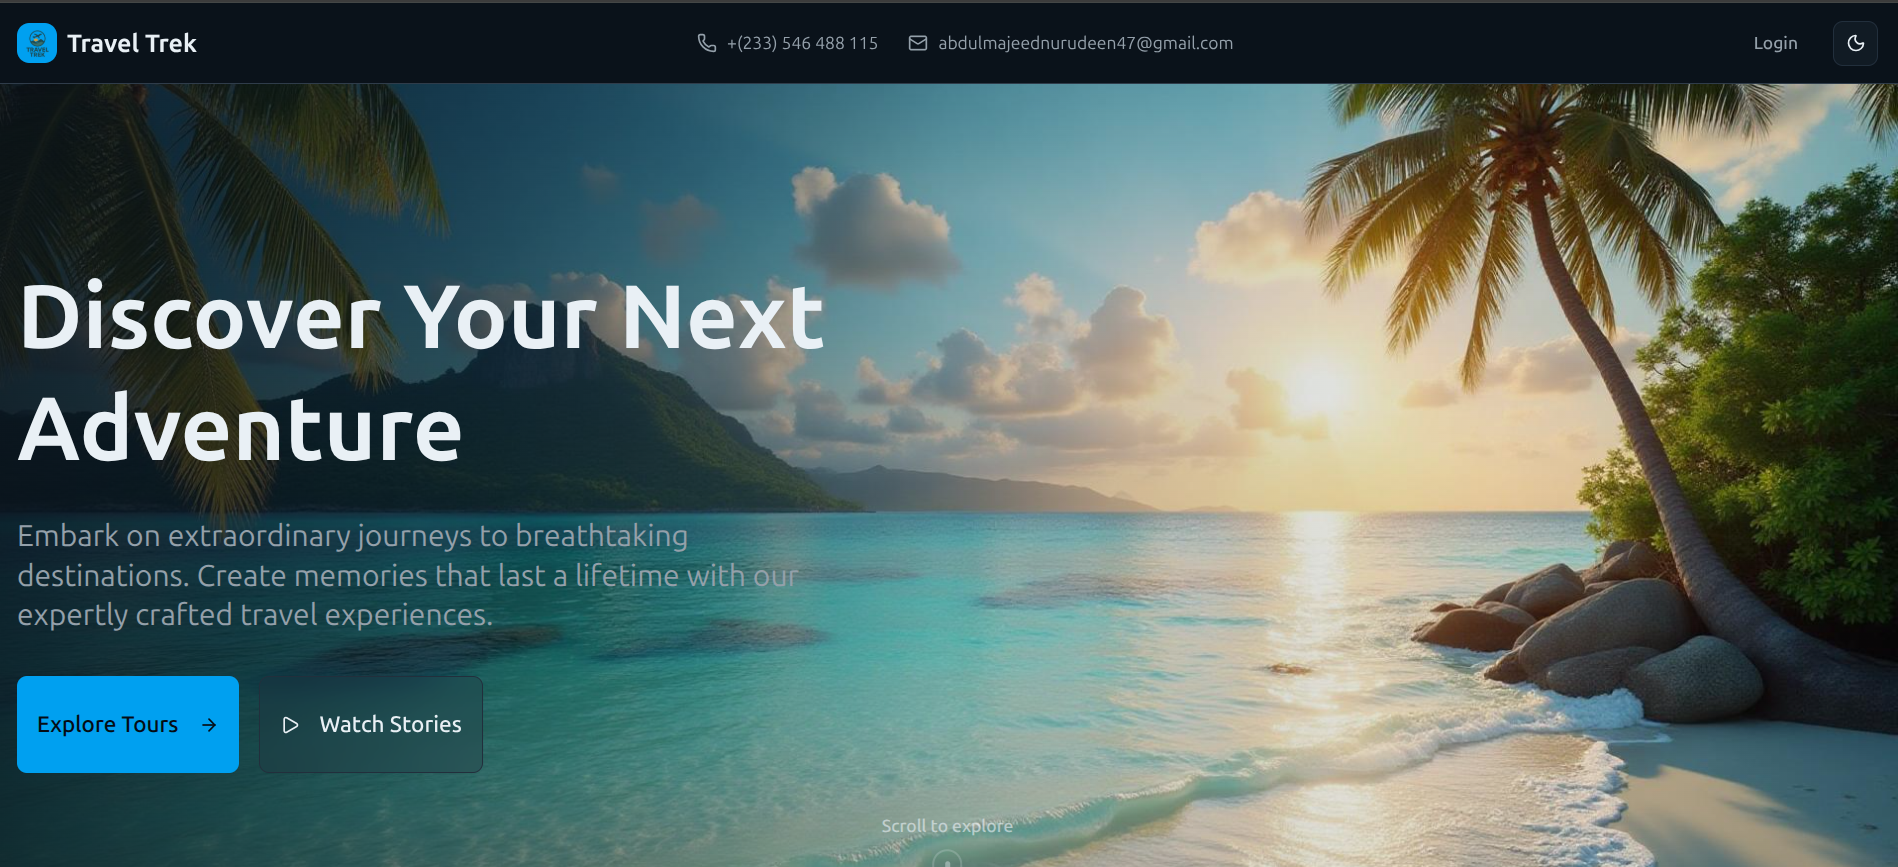 TRAVEL
TREK
Travel Trek
+(233) 546 488 115
abdulmajeednurudeen47@gmail.com
Login
Discover Your Next
Adventure
Embark on extraordinary journeys to breathtaking
destinations. Create memories that last a lifetime with our
expertly crafted travel experiences.
Explore Tours
Watch Stories
Scroll to explore